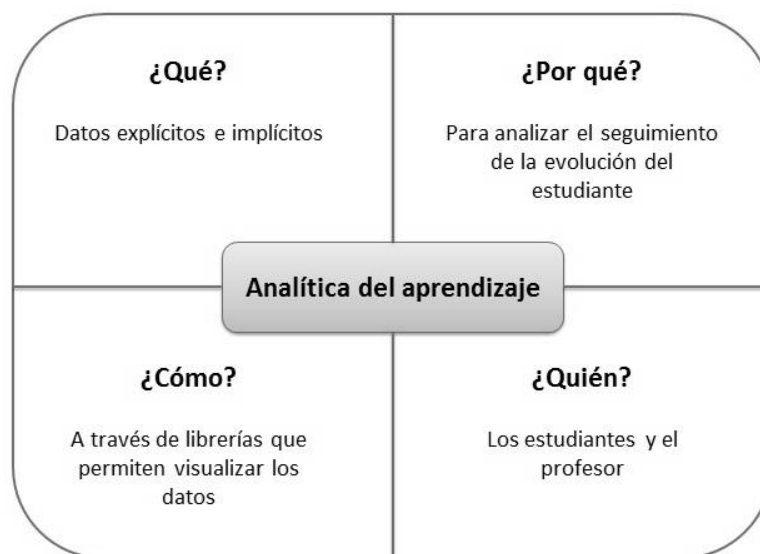 ¿Qué?
Datos explícitos e implícitos
¿Por qué?
Para analizar el seguimiento
de la evolución del
estudiante
Analítica del aprendizaje
¿Cómo?
A través de librerías que
permiten visualizar los
datos
¿Quién?
Los estudiantes y el
profesor